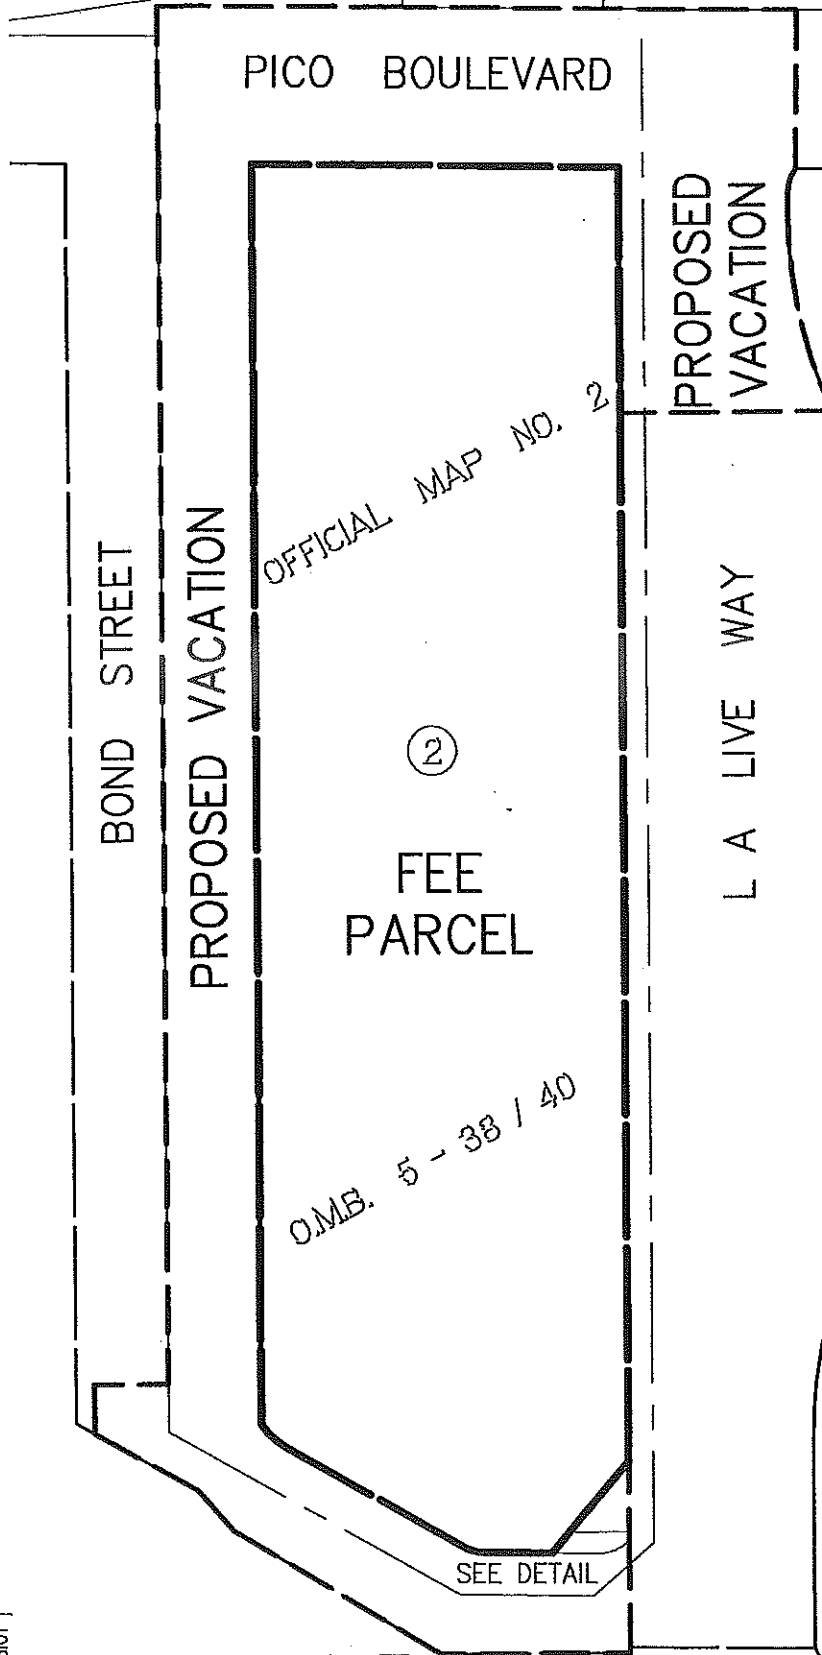 PICO BOULEVARD
PROPOSED
VACATION
OFFICIAL MAP NO. 2
BOND STREET
PROPOSED VACATION
L A LIVE WAY
2
FEE
PARCEL
O.M.B. 5 - 38 / 40
SEE DETAIL